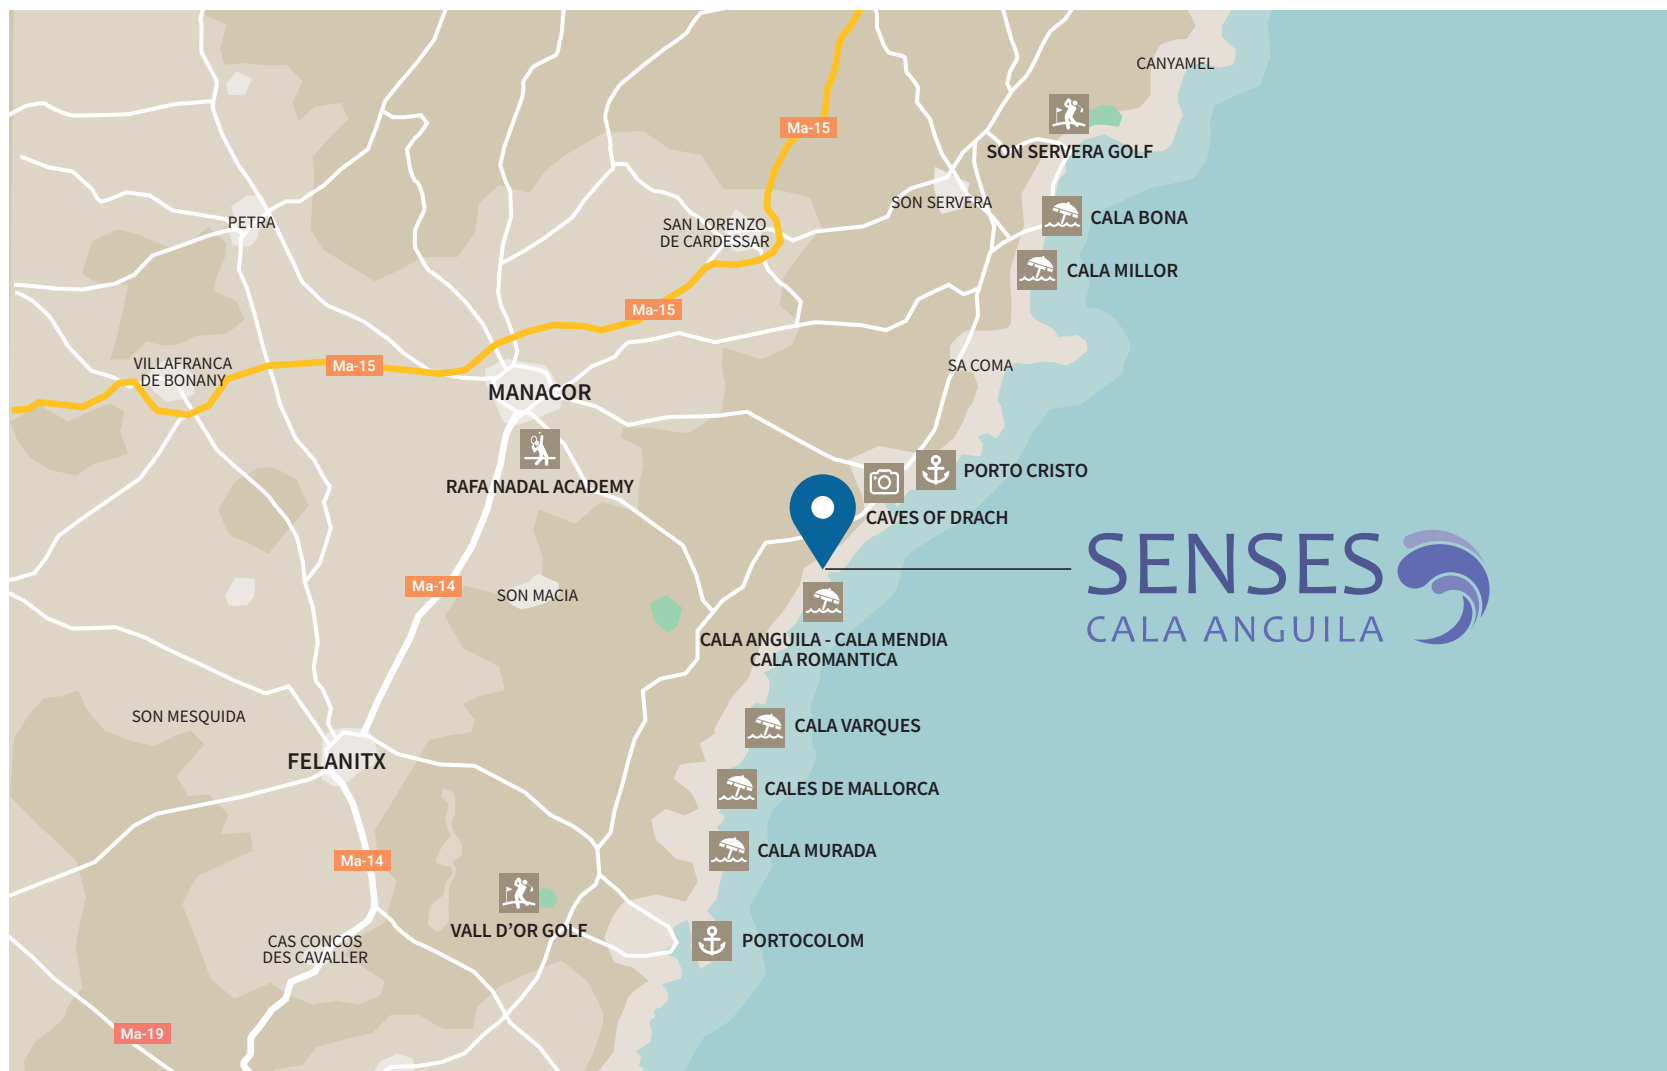 CANYAMEL
Ma-15
SON SERVERA GOLF
SON SERVERA
CALA BONA
PETRA
SAN LORENZO
DE CARDESSAR
CALA MILLOR
Ma-15
VILLAFRANCA
DE BONANY
Ma-15
SA COMA
MANACOR
RAFA NADAL ACADEMY
PORTO CRISTO
CAVES OF DRACH
SENSES
CALA ANGUILA
Ma-14
SON MACIA
CALA ANGUILA - CALA MENDIA
CALA ROMANTICA
SON MESQUIDA
CALA VARQUES
FELANITX
CALES DE MALLORCA
Ma-14
CALA MURADA
VALL D’OR GOLF
CAS CONCOS
DES CAVALLER
PORTOCOLOM
Ma-19